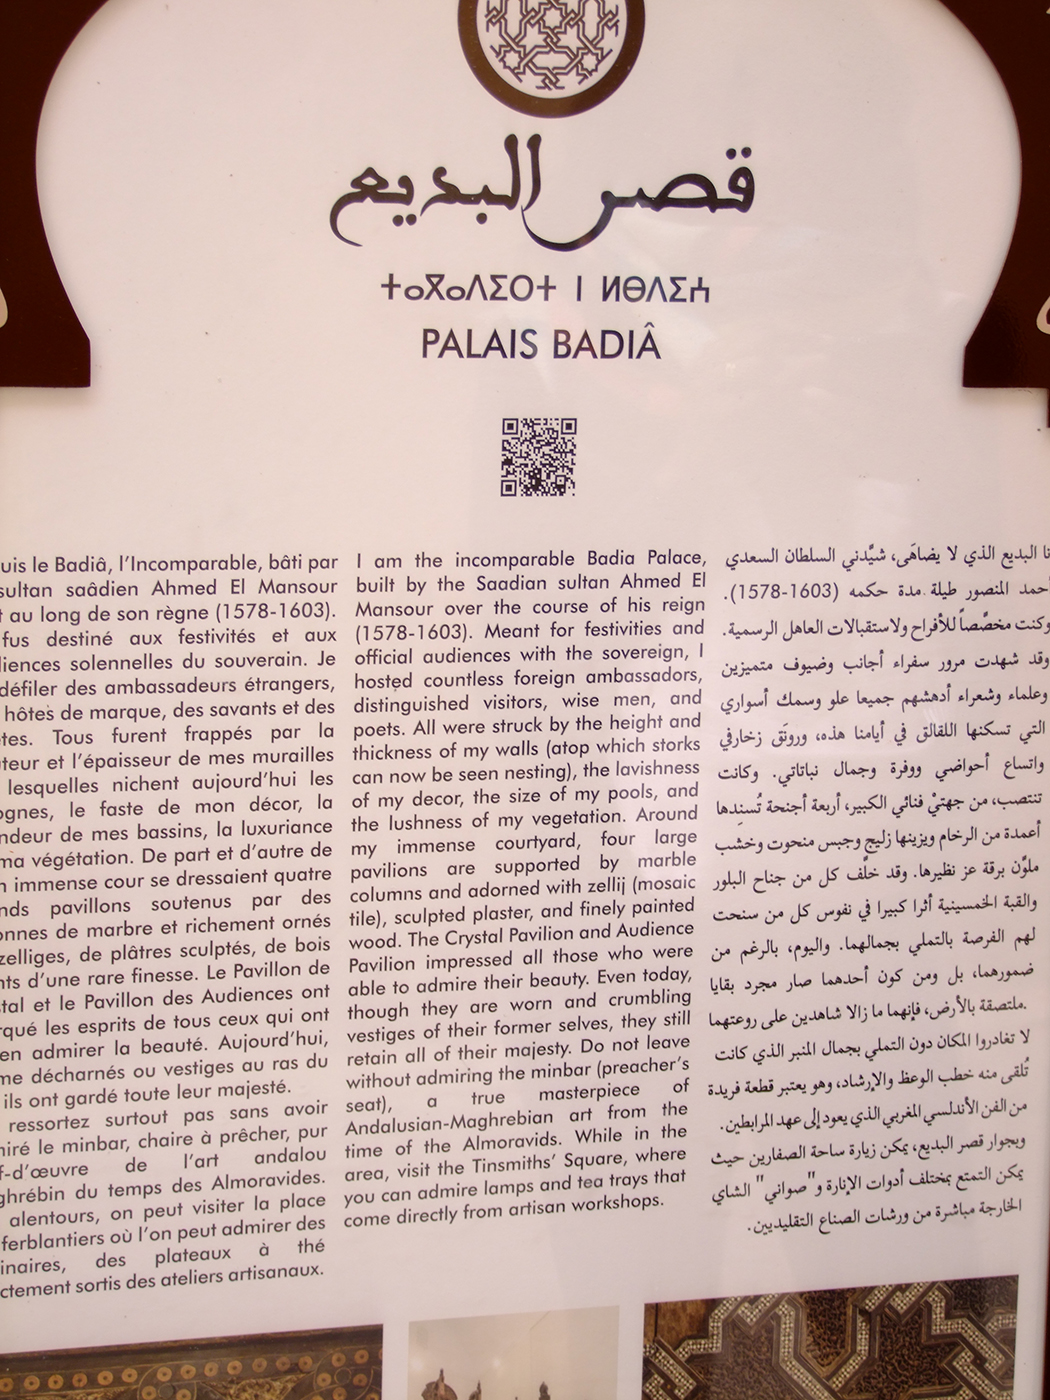 قصر البديع
ⵜⴰⴳⴰⴷⵉⵔⵜ ⵏ ⵍⴱⴷⵉⵄ
PALAIS BADIÂ
uis le Badiâ, l’Incomparable, bâti par
sultan saâdien Ahmed El Mansour
t au long de son règne (1578-1603).
fus destiné aux festivités et aux
diences solennelles du souverain. Je
défiler des ambassadeurs étrangers,
hôtes de marque, des savants et des
ètes. Tous furent frappés par la
uteur et l’épaisseur de mes murailles
lesquelles nichent aujourd’hui les
ognes, le faste de mon décor, la
ndeur de mes bassins, la luxuriance
ma végétation. De part et d’autre de
n immense cour se dressaient quatre
nds pavillons soutenus par des
onnes de marbre et richement ornés
zelliges, de plâtres sculptés, de bois
nts d’une rare finesse. Le Pavillon de
stal et le Pavillon des Audiences ont
rqué les esprits de tous ceux qui ont
en admirer la beauté. Aujourd’hui,
me décharnés ou vestiges au ras du
ils ont gardé toute leur majesté.
ressortez surtout pas sans avoir
niré le minbar, chaire à prêcher, pur
f-d’œuvre de l’art andalou
ghrébin du temps des Almoravides.
alentours, on peut visiter la place
ferblantiers où l’on peut admirer des
inaires, des plateaux à thé
ctement sortis des ateliers artisanaux.
I am the incomparable Badia Palace,
built by the Saadian sultan Ahmed El
Mansour over the course of his reign
(1578-1603). Meant for festivities and
official audiences with the sovereign, I
hosted countless foreign ambassadors,
distinguished visitors, wise men, and
poets. All were struck by the height and
thickness of my walls (atop which storks
can now be seen nesting), the lavishness
of my decor, the size of my pools, and
the lushness of my vegetation. Around
my immense courtyard, four large
pavilions are supported by marble
columns and adorned with zellij (mosaic
tile), sculpted plaster, and finely painted
wood. The Crystal Pavilion and Audience
Pavilion impressed all those who were
able to admire their beauty. Even today,
though they are worn and crumbling
vestiges of their former selves, they still
retain all of their majesty. Do not leave
without admiring the minbar (preacher’s
seat), a true masterpiece of
Andalusian-Maghrebian art from the
time of the Almoravids. While in the
area, visit the Tinsmiths’ Square, where
you can admire lamps and tea trays that
come directly from artisan workshops.
نا البديع الذي لا يضاهَى، شيَّدني السلطان السعدي
حمد المنصور طيلة مدة حكمه (1578-1603).
وكنت مخصَّصاً للأفراح ولاستقبالات العاهل الرسمية.
وقد شهدت مرور سفراء أجانب وضيوف متميزين
وعلماء وشعراء أدهشهم جميعا علو وسمك أسواري
التي تسكنها اللقالق في أيامنا هذه، ورونَق زخارفي
واتساع أحواضي ووفرة وجمال نباتاتي. وكانت
تنتصب، من جهتيْ فنائي الكبير، أربعة أجنحة تُسنِدها
أعمدة من الرخام ويزينها زليج وجبس منحوت وخشب
ملوَّن برقة عز نظيرها. وقد خلَّف كل من جناح البلور
والقبة الخمسينية أثرا كبيرا في نفوس كل من سنحت
لهم الفرصة بالتملي بجمالهما. واليوم، بالرغم من
ضمورهما، بل ومن كون أحدهما صار مجرد بقايا
ملتصقة بالأرض، فإنهما ما زالا شاهدين على روعتهما.
لا تغادروا المكان دون التملي بجمال المنبر الذي كانت
تُلقى منه خطب الوعظ والإرشاد، وهو يعتبر قطعة فريدة
من الفن الأندلسي المغربي الذي يعود إلى عهد المرابطين.
وبجوار قصر البديع، يمكن زيارة ساحة الصفارين حيث
يمكن التمتع بمختلف أدوات الإنارة و"صواني" الشاي
الخارجة مباشرة من ورشات الصناع التقليديين.